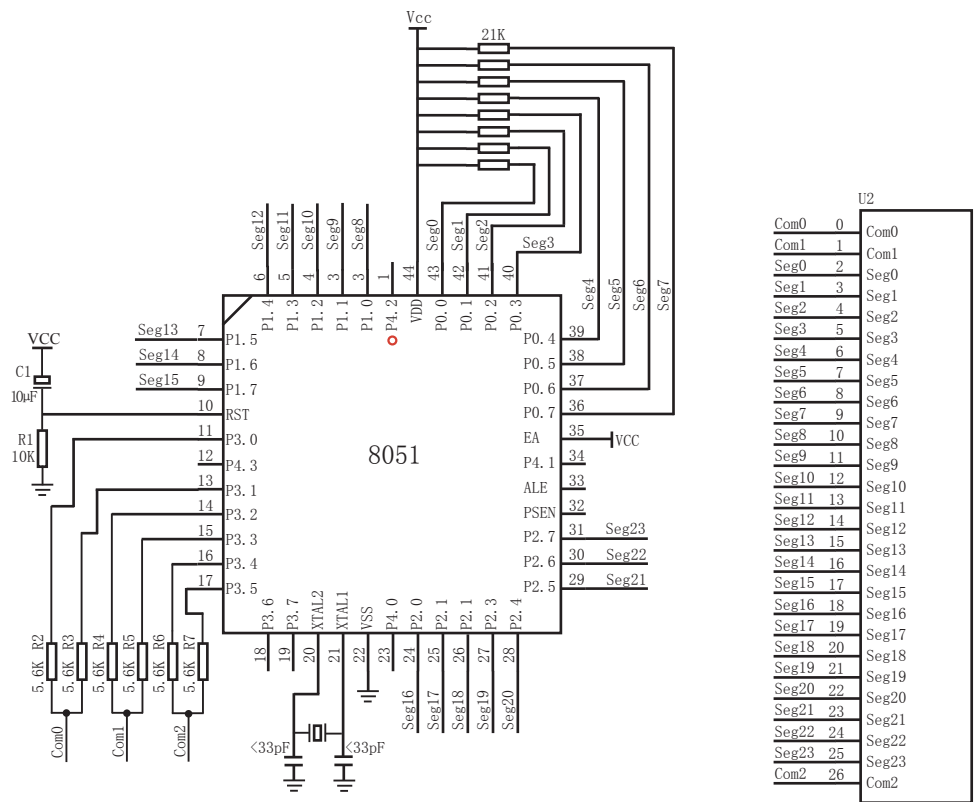 Vcc
21K
Seg12
Seg11
Seg10
Seg9
Seg8
Seg0
Seg1
Seg2
Seg3
Seg4
Seg5
Seg6
Seg7
6
5
4
3
3
1
44
43
42
41
40
P1.4
P1.3
P1.2
P1.1
P1.0
P4.2
VDD
P0.0
P0.1
P0.2
P0.3
Seg13 7 P1.5
Seg14 8 P1.6
Seg15 9 P1.7
10 RST
11 P3.0
12 P4.3
13 P3.1
14 P3.2
15 P3.3
16 P3.4
17 P3.5
VCC
C1
10μF
R1
10K
8051
P0.4 39
P0.5 38
P0.6 37
P0.7 36
EA 35 VCC
P4.1 34
ALE 33
PSEN 32
P2.7 31 Seg23
P2.6 30 Seg22
P2.5 29 Seg21
P3.6
P3.7
XTAL2
XTAL1
VSS
P4.0
P2.0
P2.1
P2.1
P2.3
P2.4
18
19
20
21
22
23
24
25
26
27
28
Seg16
Seg17
Seg18
Seg19
Seg20
5.6K R2
5.6K R3
5.6K R4
5.6K R5
5.6K R6
5.6K R7
Com0
Com1
Com2
<33pF
<33pF
U2
Com0 0 Com0
Com1 1 Com1
Seg0 2 Seg0
Seg1 3 Seg1
Seg2 4 Seg2
Seg3 5 Seg3
Seg4 6 Seg4
Seg5 7 Seg5
Seg6 8 Seg6
Seg7 9 Seg7
Seg8 10 Seg8
Seg9 11 Seg9
Seg10 12 Seg10
Seg11 13 Seg11
Seg12 14 Seg12
Seg13 15 Seg13
Seg14 16 Seg14
Seg15 17 Seg15
Seg16 18 Seg16
Seg17 19 Seg17
Seg18 20 Seg18
Seg19 21 Seg19
Seg20 22 Seg20
Seg21 23 Seg21
Seg22 24 Seg22
Seg23 25 Seg23
Com2 26 Com2